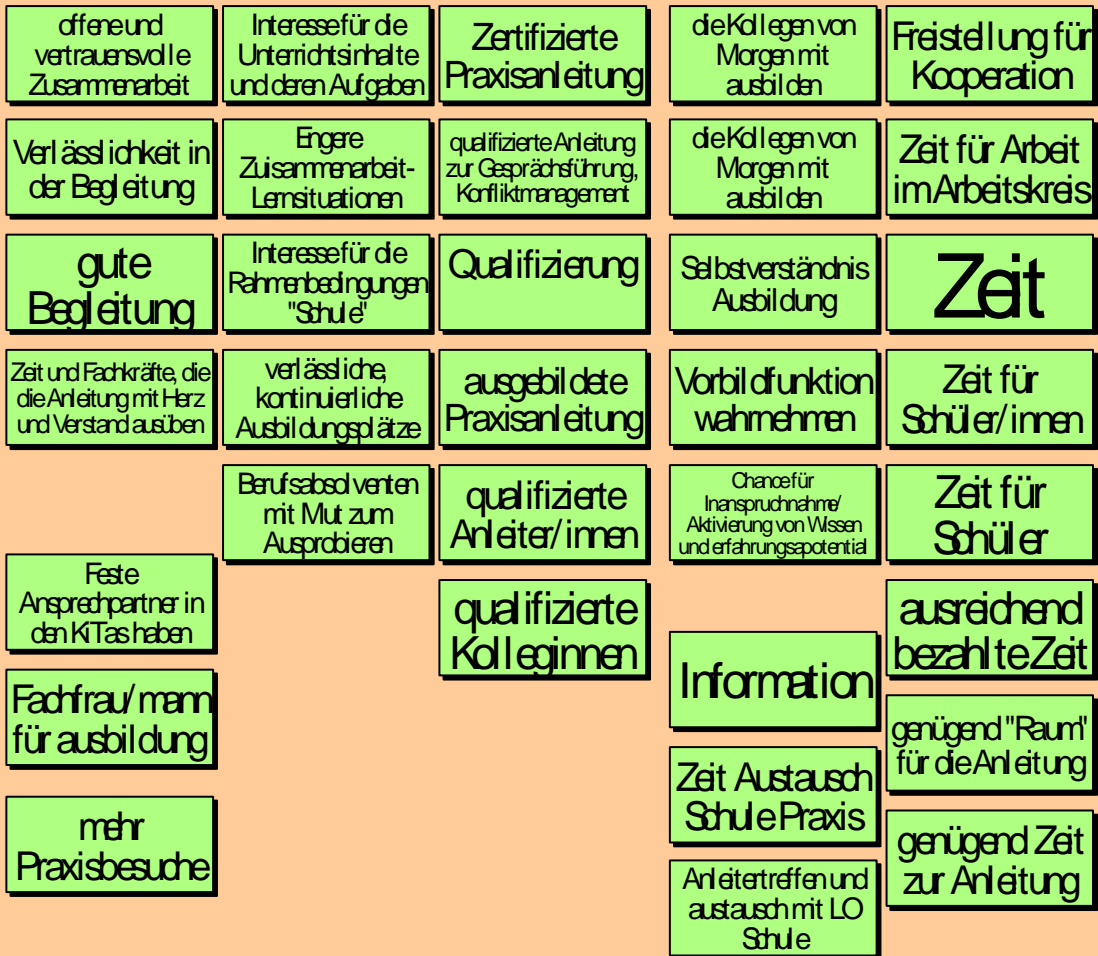 offene und
vertrauensvolle
Zusammenarbeit
Verlässlichkeit in
der Begleitung
gute
Begleitung
Zeit und Fachkräfte, die
die Anleitung mit Herz
und Verstand ausüben
Feste
Ansprechpartner in
den KiTas haben
Fachfrau/mann
für ausbildung
mehr
Praxisbesuche
Interesse für die
Unterrichtsinhalte
und deren Aufgaben
Engere
Zuisammenarbeit-
Lernsituationen
Interesse für die
Rahmenbedingungen
"Schule"
verlässliche,
kontinuierliche
Ausbildungsplätze
Berufsabsolventen
mit Mut zum
Ausprobieren
Zertifizierte
Praxisanleitung
qualifizierte Anleitung
zur Gesprächsführung,
Konfliktmanagement
Qualifizierung
ausgebildete
Praxisanleitung
qualifizierte
Anleiter/innen
qualifizierte
Kolleginnen
die Kollegen von
Morgen mit
ausbilden
die Kollegen von
Morgen mit
ausbilden
Selbstverständnis
Ausbildung
Vorbildfunktion
wahrnehmen
Chance für
Inanspruchnahme/
Aktivierung von Wissen
und erfahrungsapotential
Information
Zeit Austausch
Schule Praxis
Anleitertreffen und
austausch mit LO
Schule
Freistellung für
Kooperation
Zeit für Arbeit
im Arbeitskreis
Zeit
Zeit für
Schüler/innen
Zeit für
Schüler
ausreichend
bezahlte Zeit
genügend "Raum"
für die Anleitung
genügend Zeit
zur Anleitung